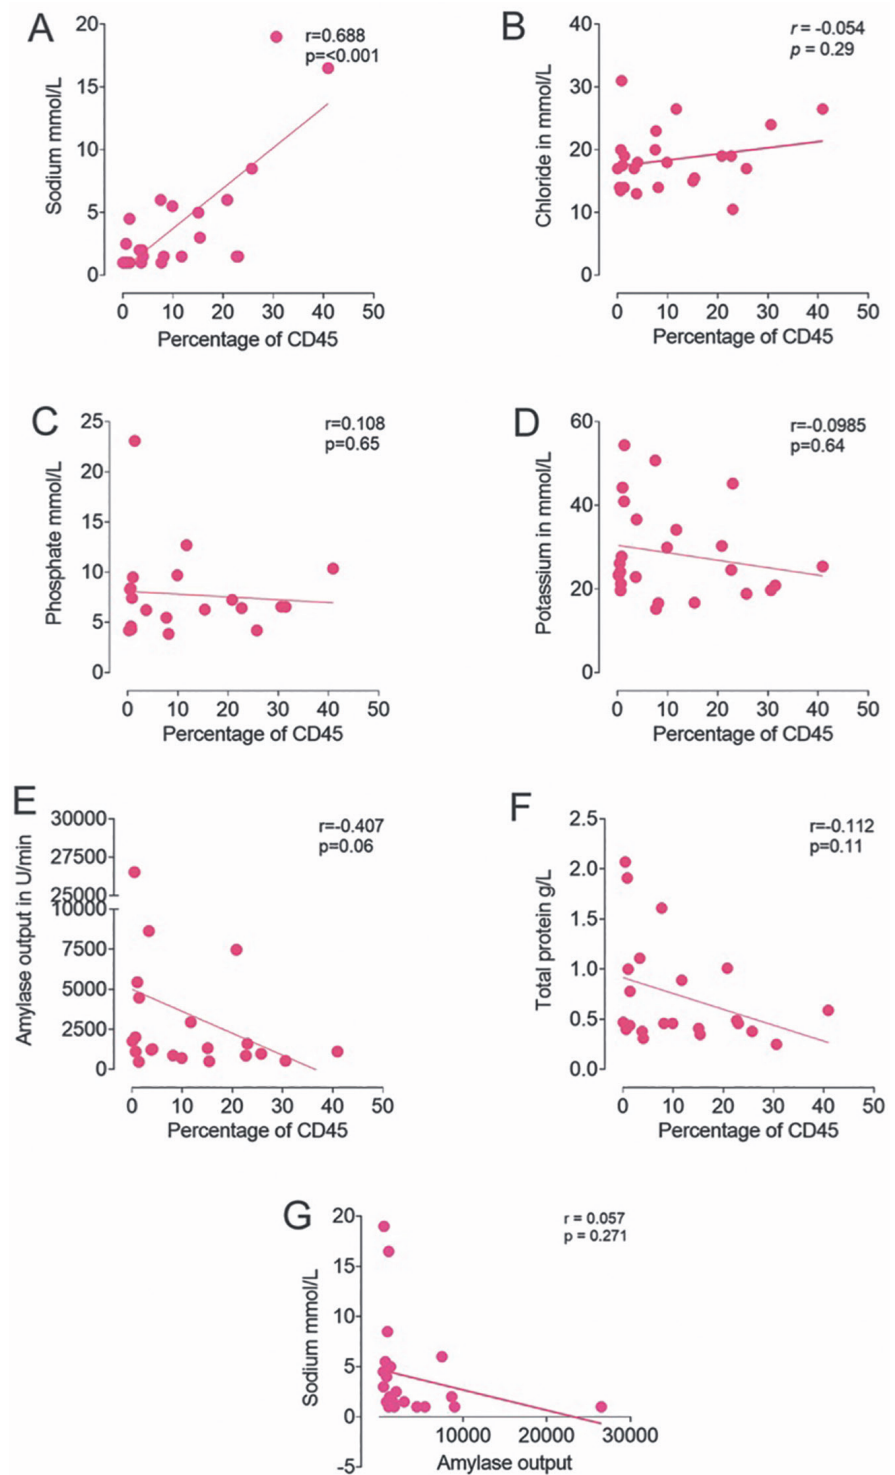 A
B
r=0.688
p=<0.001
r = -0.054
p = 0.29
Sodium mmol/L
20
15
10
5
0
0 10 20 30 40 50
Percentage of CD45
Chloride in mmol/L
40
30
20
10
0
0 10 20 30 40 50
Percentage of CD45
C
r=0.108
p=0.65
Phosphate mmol/L
25
20
15
10
5
0
0 10 20 30 40 50
Percentage of CD45
D
r=-0.0985
p=0.64
Potassium in mmol/L
60
40
20
0
0 10 20 30 40 50
Percentage of CD45
E
r=-0.407
p=0.06
Amylase output in U/min
30000
27500
25000
10000
7500
5000
2500
0
0 10 20 30 40 50
Percentage of CD45
F
r=-0.112
p=0.11
Total protein g/L
2.5
2.0
1.5
1.0
0.5
0.0
0 10 20 30 40 50
Percentage of CD45
G
r = 0.057
p = 0.271
Sodium mmol/L
20
15
10
5
0
-5
10000 20000 30000
Amylase output